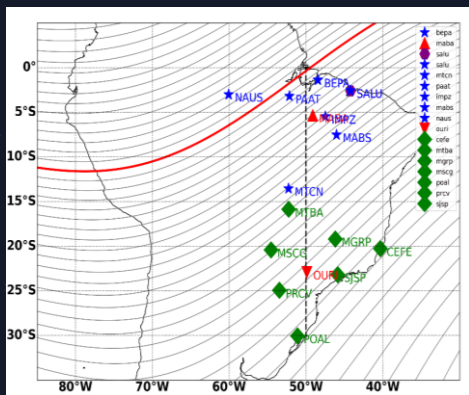 bepa
maba
salu
salu
mtcn
paat
impz
mabs
naus
ouri
cefe
mtba
mgrp
mscg
poal
prcv
sjsp
0°
5°S
10°S
15°S
20°S
25°S
30°S
BEPA
SALU
NAUS
PAAT
IMPZ
MABS
MTCN
MTBA
MGRP
MSCG
CEFE
OURI
SJSP
PRCV
POAL
80°W
70°W
60°W
50°W
40°W